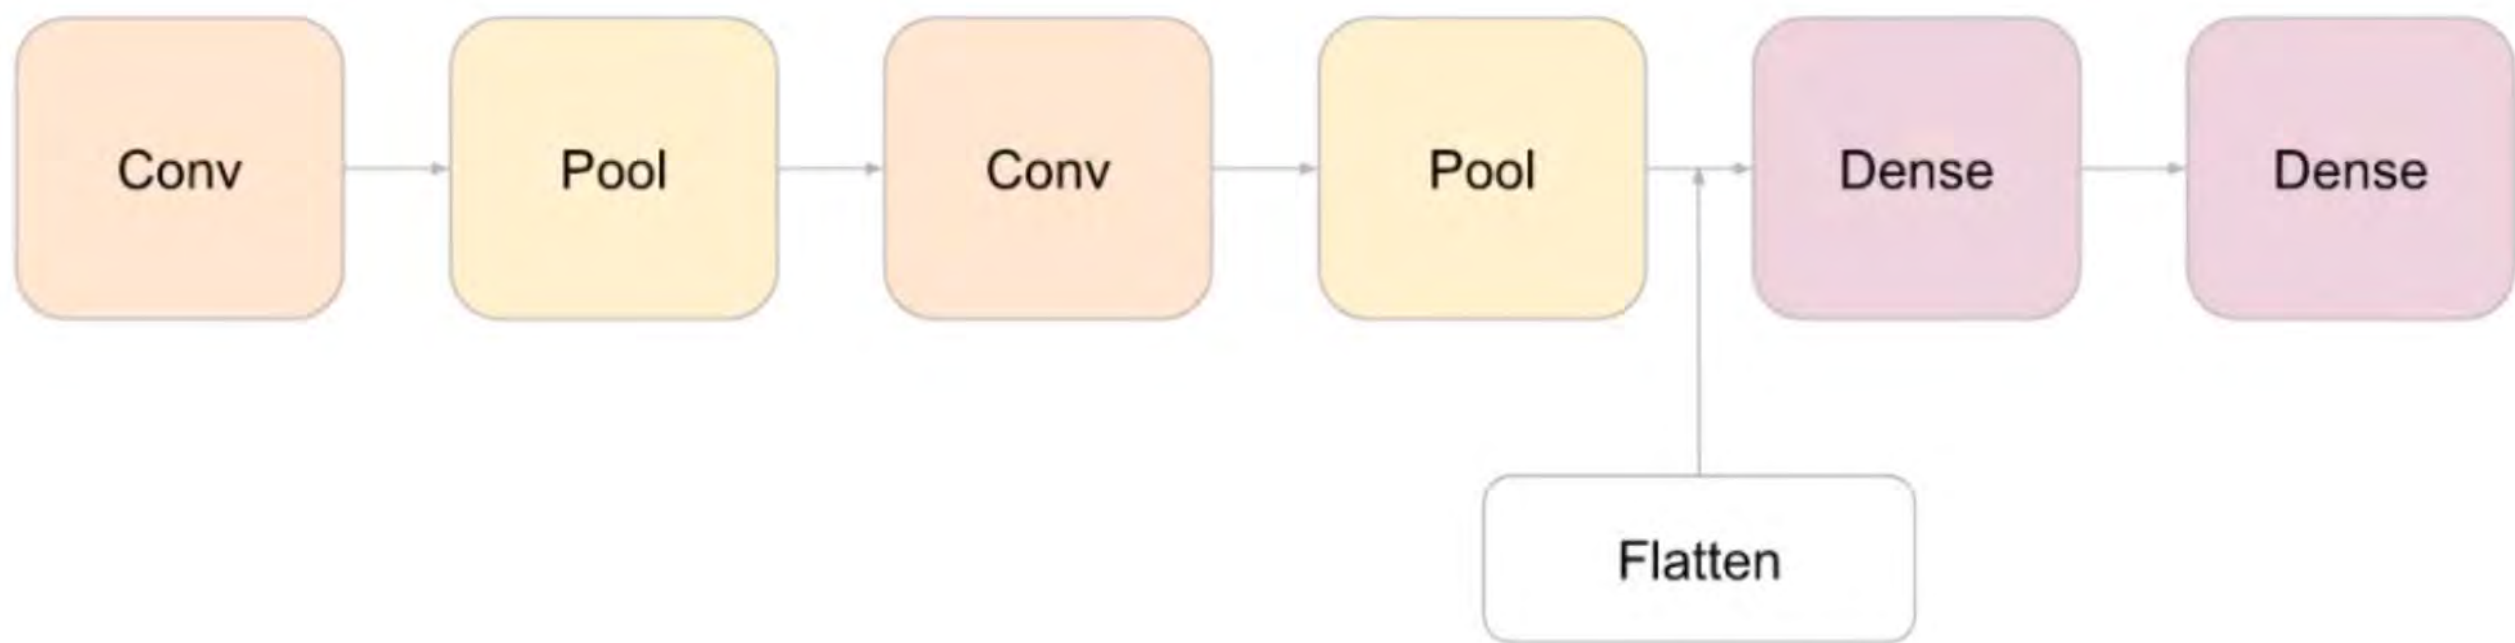 Conv
Pool
Conv
Pool
Dense
Dense
Flatten